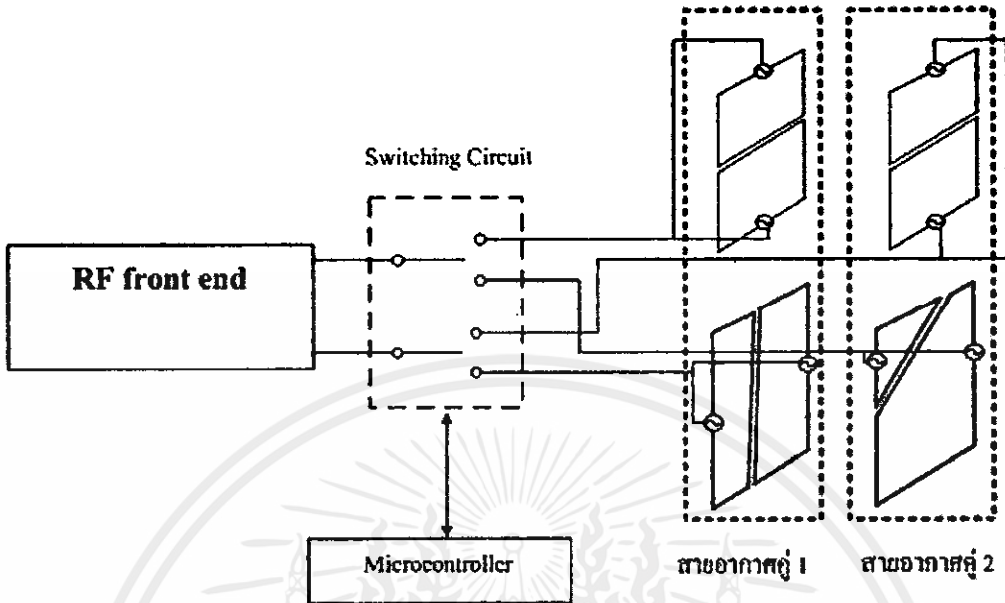 Switching Circuit
RF front end
Microcontroller
สายอากาศคู่ 1
สายอากาศคู่ 2